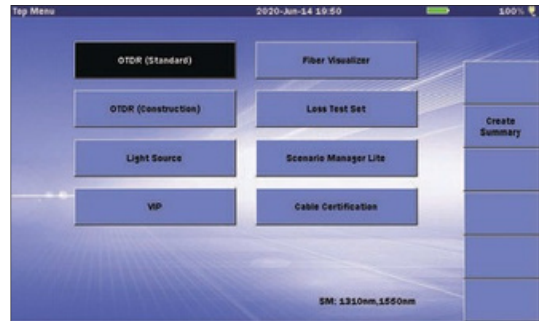 Top Menu 2020-Jun-14 19:50 100%
OTDR (Standard) Fiber Visualizer
OTDR (Construction) Loss Test Set
Create
Summary
Light Source Scenario Manager Lite
VIP Cable Certification
SM: 1310nm,1550nm